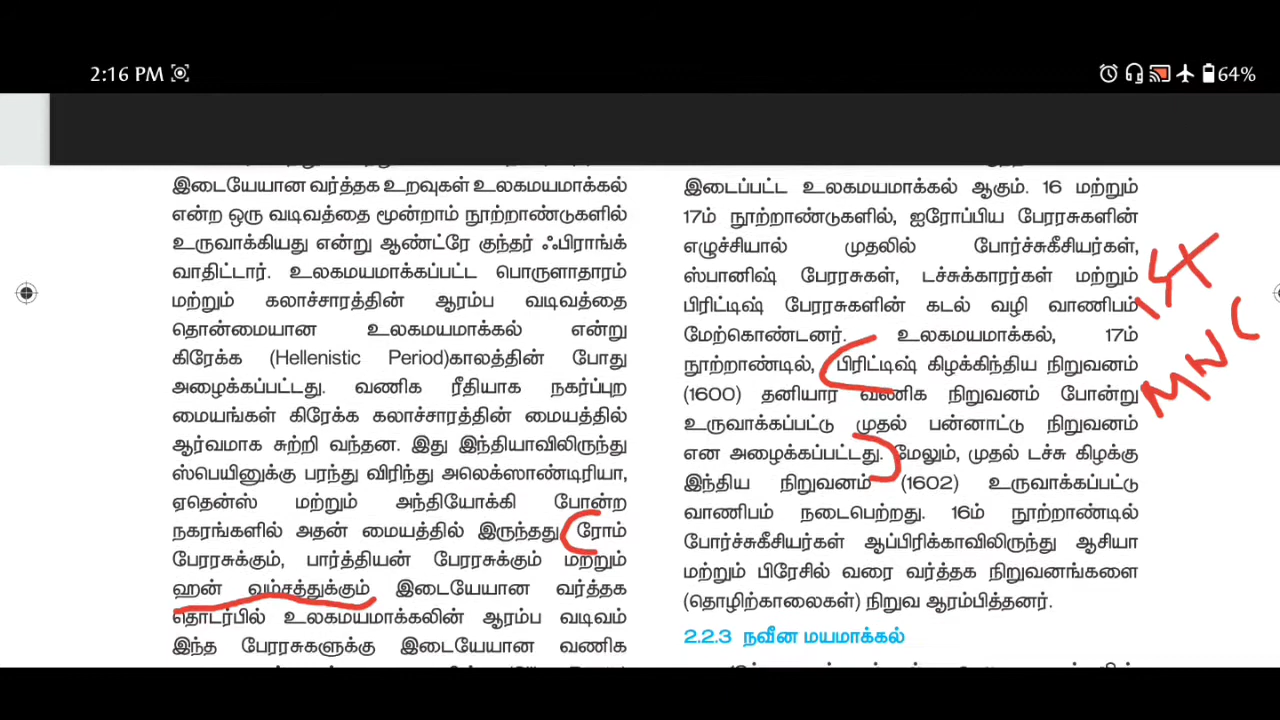 2:16 PM
64%
இடையேயான வர்த்தக உறவுகள் உலகமயமாக்கல்
என்ற ஒரு வடிவத்தை மூன்றாம் நூற்றாண்டுகளில்
உருவாக்கியது என்று ஆண்ட்ரே குந்தர் ஃபிராங்க்
வாதிட்டார். உலகமயமாக்கப்பட்ட பொருளாதாரம்
மற்றும் கலாச்சாரத்தின் ஆரம்ப வடிவத்தை
தொன்மையான உலகமயமாக்கல் என்று
கிரேக்க (Hellenistic Period)காலத்தின் போது
அழைக்கப்பட்டது. வணிக ரீதியாக நகர்ப்புற
மையங்கள் கிரேக்க கலாச்சாரத்தின் மையத்தில்
ஆர்வமாக சுற்றி வந்தன. இது இந்தியாவிலிருந்து
ஸ்பெயினுக்கு பரந்து விரிந்து அலெக்ஸாண்டிரியா,
ஏதென்ஸ் மற்றும் அந்தியோக்கி போன்ற
நகரங்களில் அதன் மையத்தில் இருந்தது ரோம்
பேரரசுக்கும், பார்த்தியன் பேரரசுக்கும் மற்றும்
ஹன் வம்சத்துக்கும் இடையேயான வர்த்தக
தொடர்பில் உலகமயமாக்கலின் ஆரம்ப வடிவம்
இந்த பேரரசுகளுக்கு இடையேயான வணிக
இடைப்பட்ட உலகமயமாக்கல் ஆகும். 16 மற்றும்
17ம் நூற்றாண்டுகளில், ஐரோப்பிய பேரரசுகளின்
எழுச்சியால் முதலில் போர்ச்சுகீசியர்கள்,
ஸ்பானிஷ் பேரரசுகள், டச்சுக்காரர்கள் மற்றும்
பிரிட்டிஷ் பேரரசுகளின் கடல் வழி வாணிபம்
மேற்கொண்டனர். உலகமயமாக்கல், 17ம்
நூற்றாண்டில், பிரிட்டிஷ் கிழக்கிந்திய நிறுவனம்
(1600) தனியார் வணிக நிறுவனம் போன்று
உருவாக்கப்பட்டு முதல் பன்னாட்டு நிறுவனம்
என அழைக்கப்பட்டது. மேலும், முதல் டச்சு கிழக்கு
இந்திய நிறுவனம் (1602) உருவாக்கப்பட்டு
வாணிபம் நடைபெற்றது. 16ம் நூற்றாண்டில்
போர்ச்சுகீசியர்கள் ஆப்பிரிக்காவிலிருந்து ஆசியா
மற்றும் பிரேசில் வரை வர்த்தக நிறுவனங்களை
(தொழிற்காலைகள்) நிறுவ ஆரம்பித்தனர்.
2.2.3 நவீன மயமாக்கல்
1st
MNC